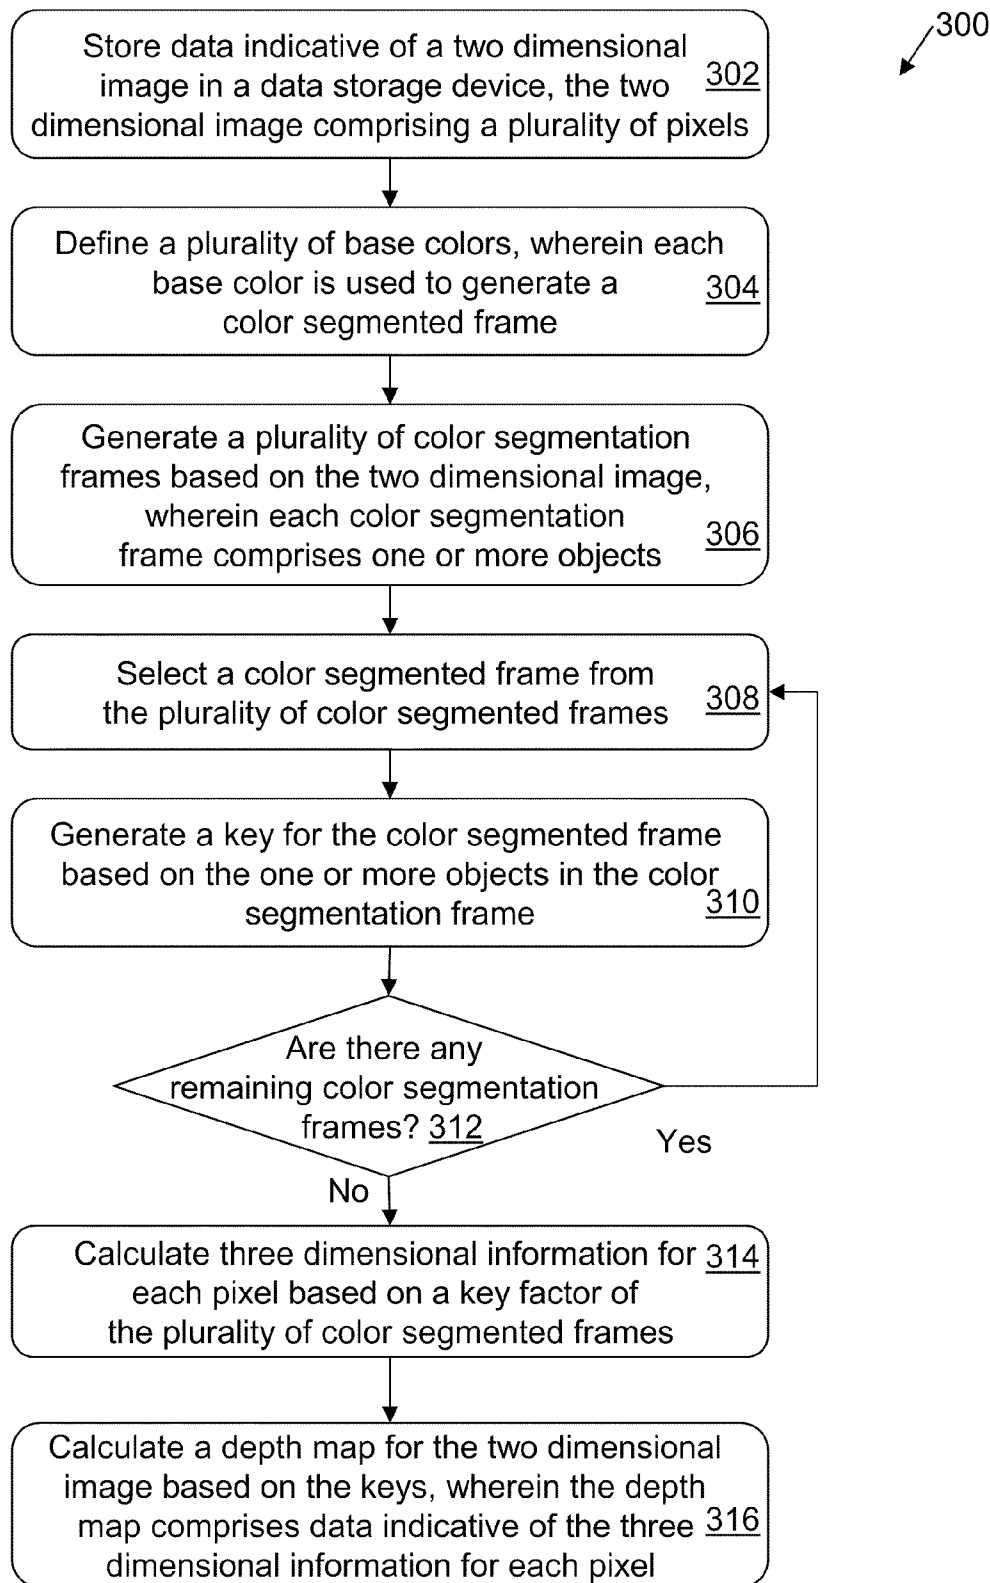 300
Store data indicative of a two dimensional
image in a data storage device, the two 302
dimensional image comprising a plurality of pixels
Define a plurality of base colors, wherein each
base color is used to generate a 304
color segmented frame
Generate a plurality of color segmentation
frames based on the two dimensional image,
wherein each color segmentation 306
frame comprises one or more objects
Select a color segmented frame from
the plurality of color segmented frames 308
Generate a key for the color segmented frame
based on the one or more objects in the color
segmentation frame 310
Are there any
remaining color segmentation
frames? 312
Yes
No
Calculate three dimensional information for 314
each pixel based on a key factor of
the plurality of color segmented frames
Calculate a depth map for the two dimensional
image based on the keys, wherein the depth
map comprises data indicative of the three 316
dimensional information for each pixel